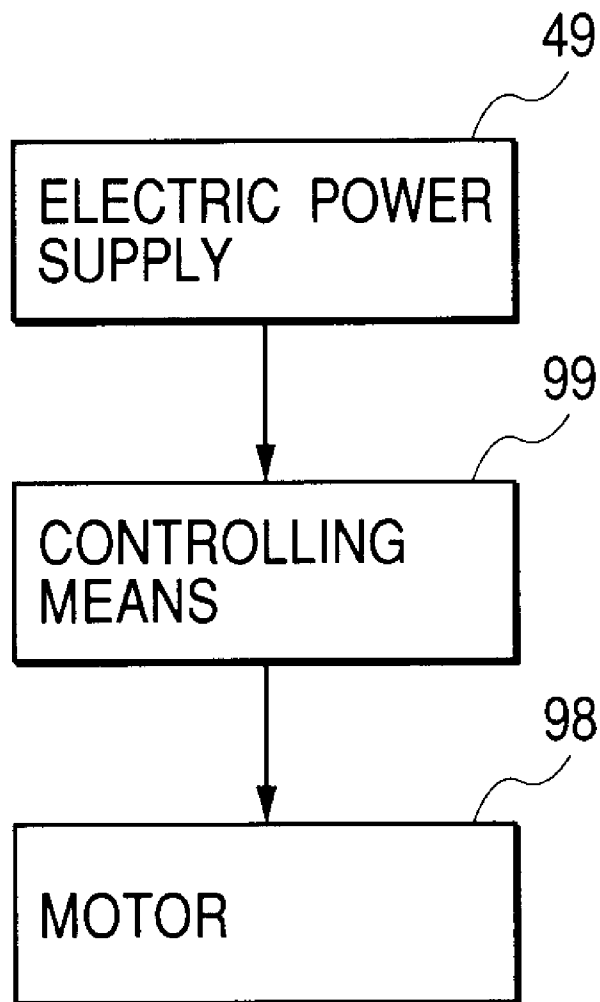 49
ELECTRIC POWER
SUPPLY
99
CONTROLLING
MEANS
98
MOTOR